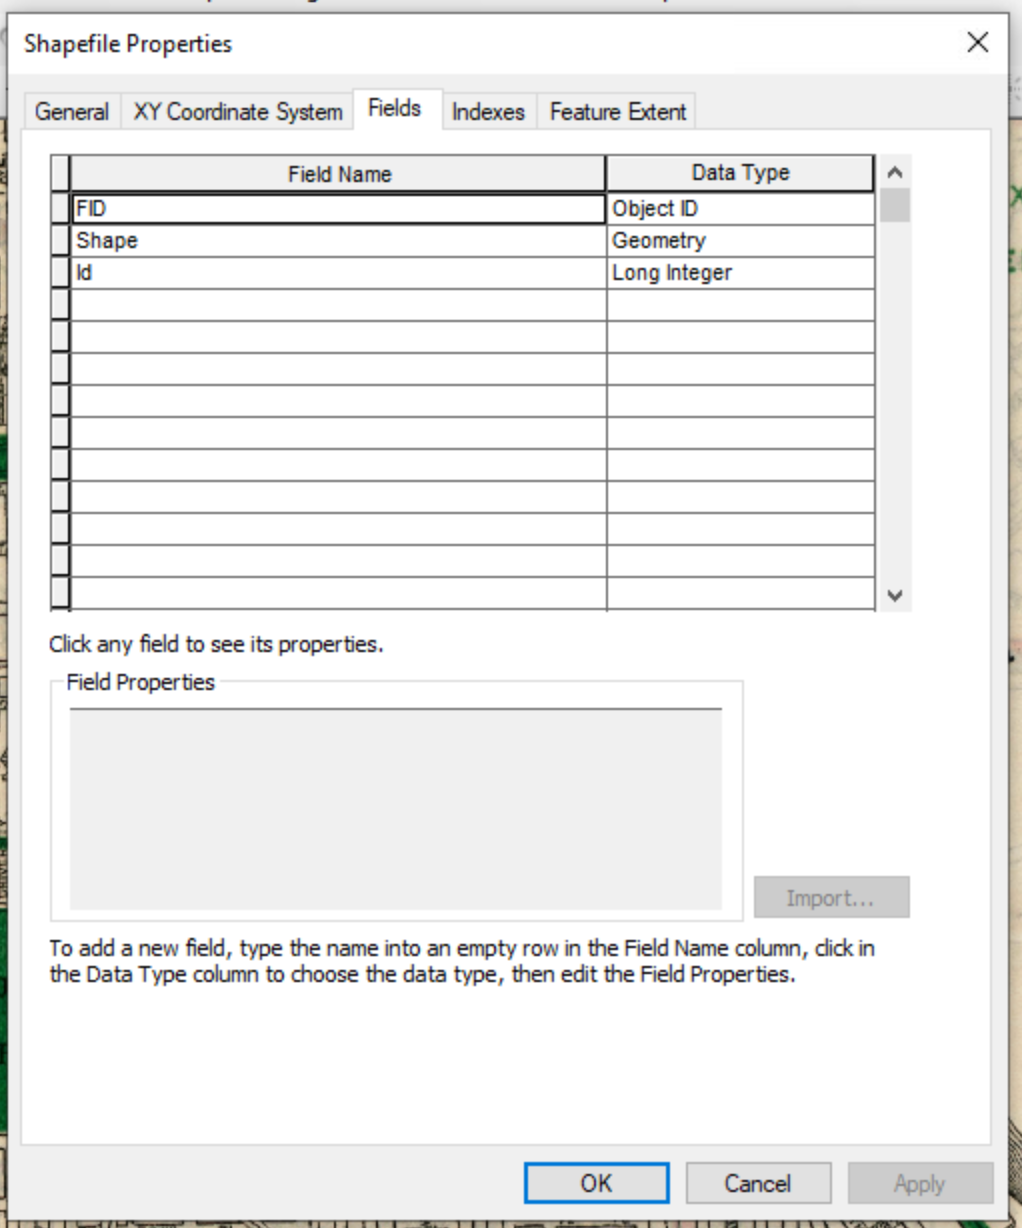 Shapefile Properties
General XY Coordinate System Fields Indexes Feature Extent
Field Name Data Type
FID Object ID
Shape Geometry
Id Long Integer
Click any field to see its properties.
Field Properties
Import...
To add a new field, type the name into an empty row in the Field Name column, click in
the Data Type column to choose the data type, then edit the Field Properties.
OK Cancel Apply